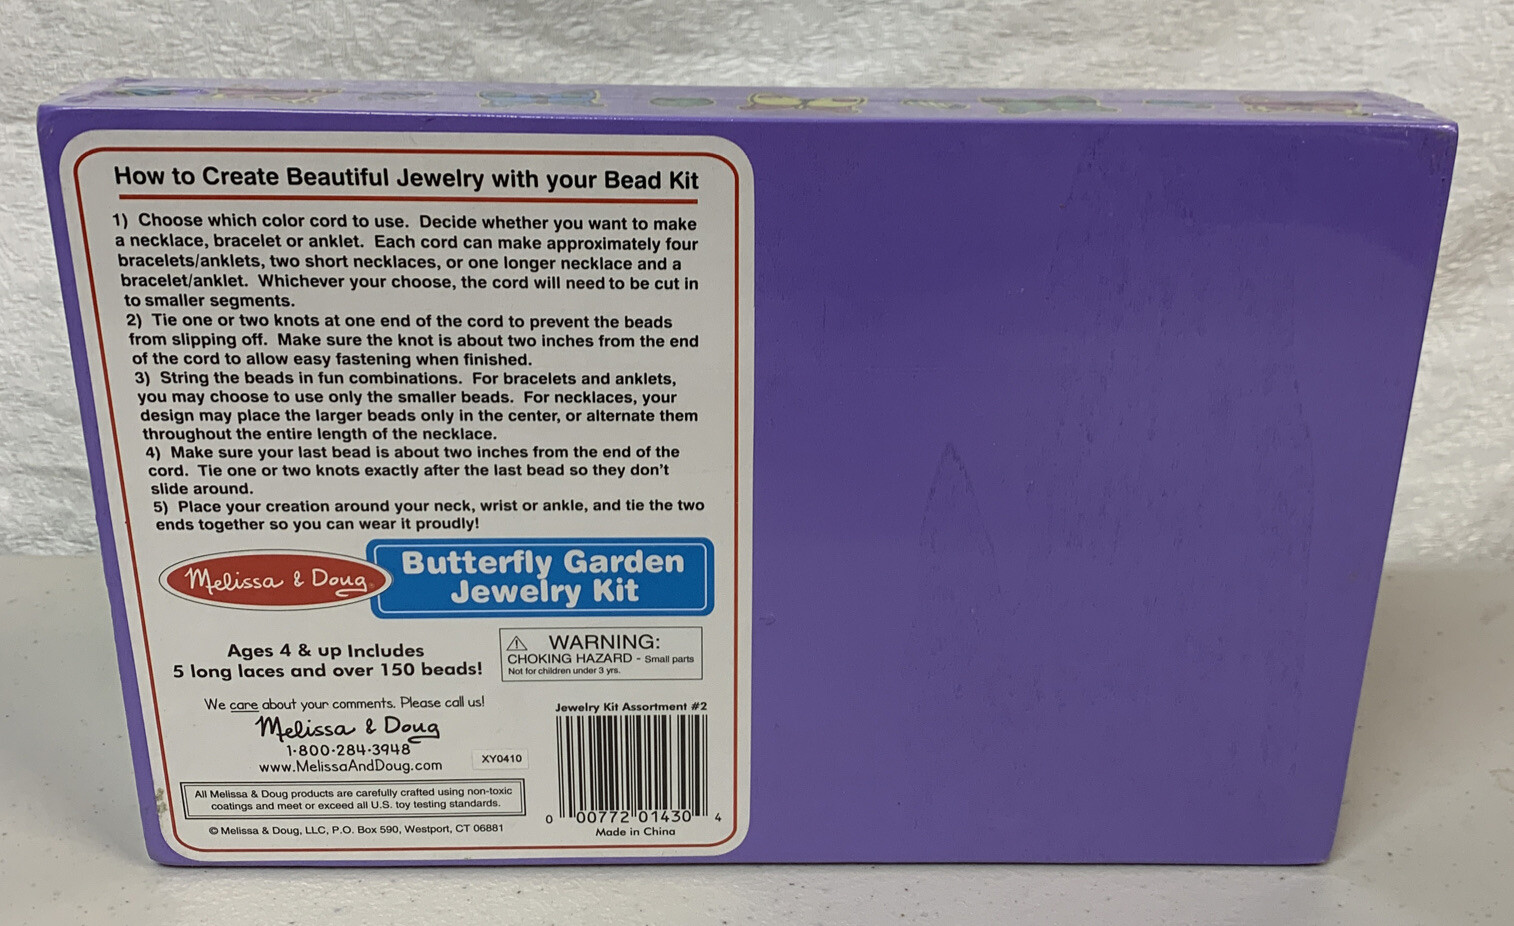 How to Create Beautiful Jewelry with your Bead Kit
1) Choose which color cord to use. Decide whether you want to make
a necklace, bracelet or anklet. Each cord can make approximately four
bracelets/anklets, two short necklaces, or one longer necklace and a
bracelet/anklet. Whichever your choose, the cord will need to be cut in
to smaller segments.
2) Tie one or two knots at one end of the cord to prevent the beads
from slipping off. Make sure the knot is about two inches from the end
of the cord to allow easy fastening when finished.
3) String the beads in fun combinations. For bracelets and anklets,
you may choose to use only the smaller beads. For necklaces, your
design may place the larger beads only in the center, or alternate them
throughout the entire length of the necklace.
4) Make sure your last bead is about two inches from the end of the
cord. Tie one or two knots exactly after the last bead so they don't
slide around.
5) Place your creation around your neck, wrist or ankle, and tie the two
ends together so you can wear it proudly!
Melissa & Doug®
Butterfly Garden
Jewelry Kit
Ages 4 & up Includes
5 long laces and over 150 beads!
⚠ WARNING:
CHOKING HAZARD - Small parts
Not for children under 3 yrs.
We care about your comments. Please call us!
Melissa & Doug
1-800-284-3948
www.MelissaAndDoug.com
XY0410
All Melissa & Doug products are carefully crafted using non-toxic
coatings and meet or exceed all U.S. toy testing standards.
© Melissa & Doug, LLC, P.O. Box 590, Westport, CT 06881
Jewelry Kit Assortment #2
0 00772 01430 4
Made in China